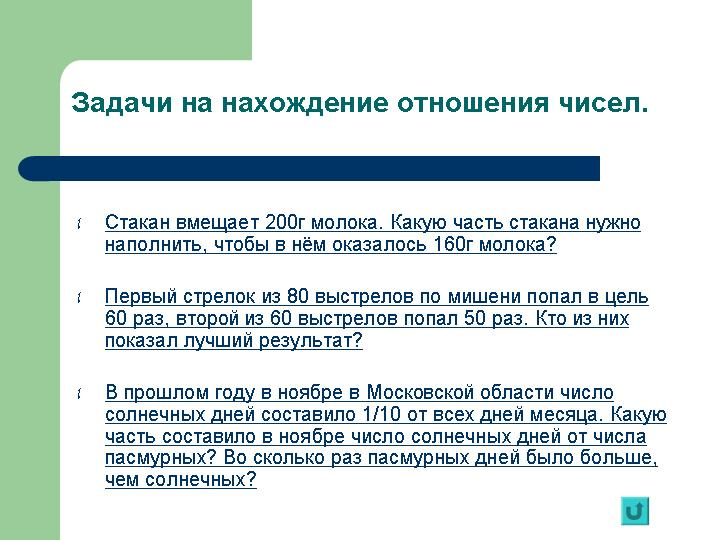 Задачи на нахождение отношения чисел.
Стакан вмещает 200г молока. Какую часть стакана нужно
наполнить, чтобы в нём оказалось 160г молока?
Первый стрелок из 80 выстрелов по мишени попал в цель
60 раз, второй из 60 выстрелов попал 50 раз. Кто из них
показал лучший результат?
В прошлом году в ноябре в Московской области число
солнечных дней составило 1/10 от всех дней месяца. Какую
часть составило в ноябре число солнечных дней от числа
пасмурных? Во сколько раз пасмурных дней было больше,
чем солнечных?